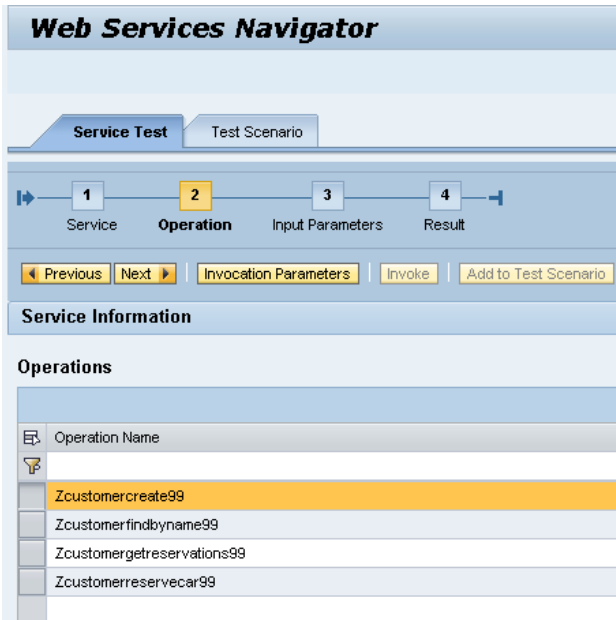 Web Services Navigator
Service Test Test Scenario
1 2 3 4
Service Operation Input Parameters Result
Previous Next Invocation Parameters Invoke Add to Test Scenario
Service Information
Operations
Operation Name
Zcustomercreate99
Zcustomerfindbyname99
Zcustomergetreservations99
Zcustomerreservecar99